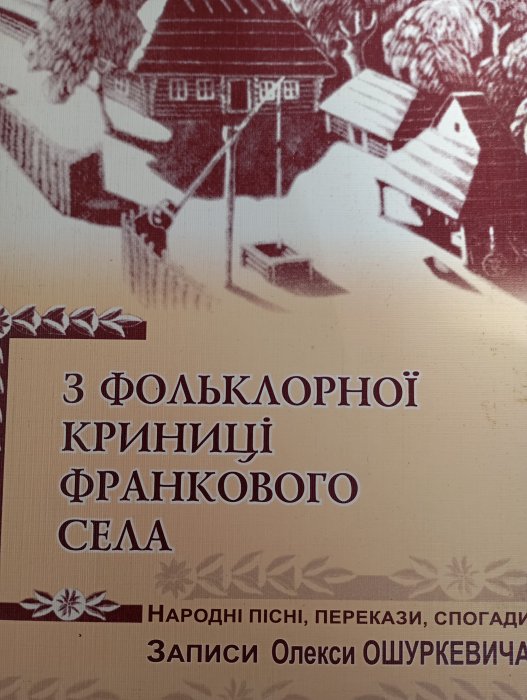 З ФОЛЬКЛОРНОЇ
КРИНИЦІ
ФРАНКОВОГО
СЕЛА
НАРОДНІ ПІСНІ, ПЕРЕКАЗИ, СПОГАДИ
ЗАПИСИ Олекси ОШУРКЕВИЧА